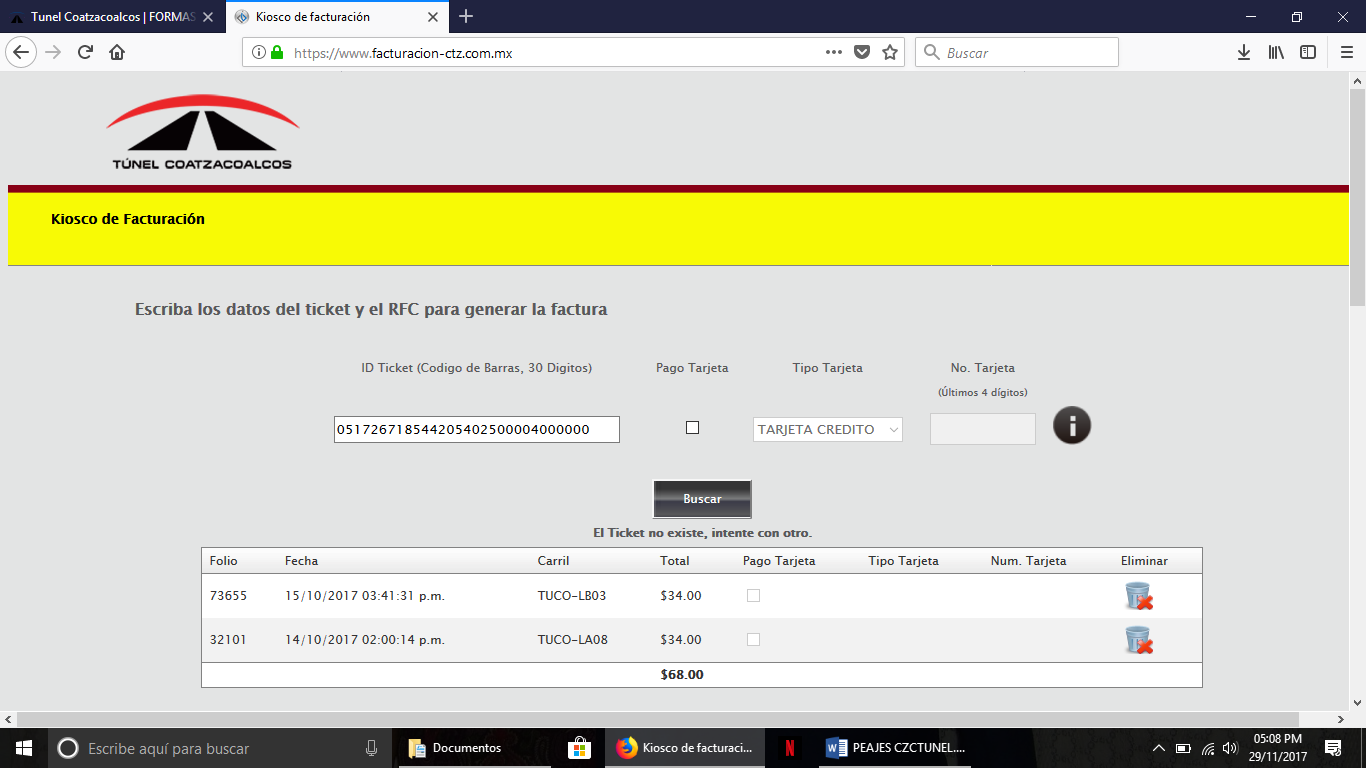 Tunel Coatzacoalcos | FORMAS
Kiosco de facturación
https://www.facturacion-ctz.com.mx
Buscar
TÚNEL COATZACOALCOS
Kiosco de Facturación
Escriba los datos del ticket y el RFC para generar la factura
ID Ticket (Codigo de Barras, 30 Digitos) Pago Tarjeta Tipo Tarjeta No. Tarjeta
(Últimos 4 dígitos)
051726718544205402500004000000 TARJETA CREDITO
Buscar
El Ticket no existe, intente con otro.
Folio Fecha Carril Total Pago Tarjeta Tipo Tarjeta Num. Tarjeta Eliminar
73655 15/10/2017 03:41:31 p.m. TUCO-LB03 $34.00
32101 14/10/2017 02:00:14 p.m. TUCO-LA08 $34.00
$68.00
Escribe aquí para buscar
Documentos
Kiosco de facturaci...
PEAJES CZCTUNEL....
05:08 PM
29/11/2017